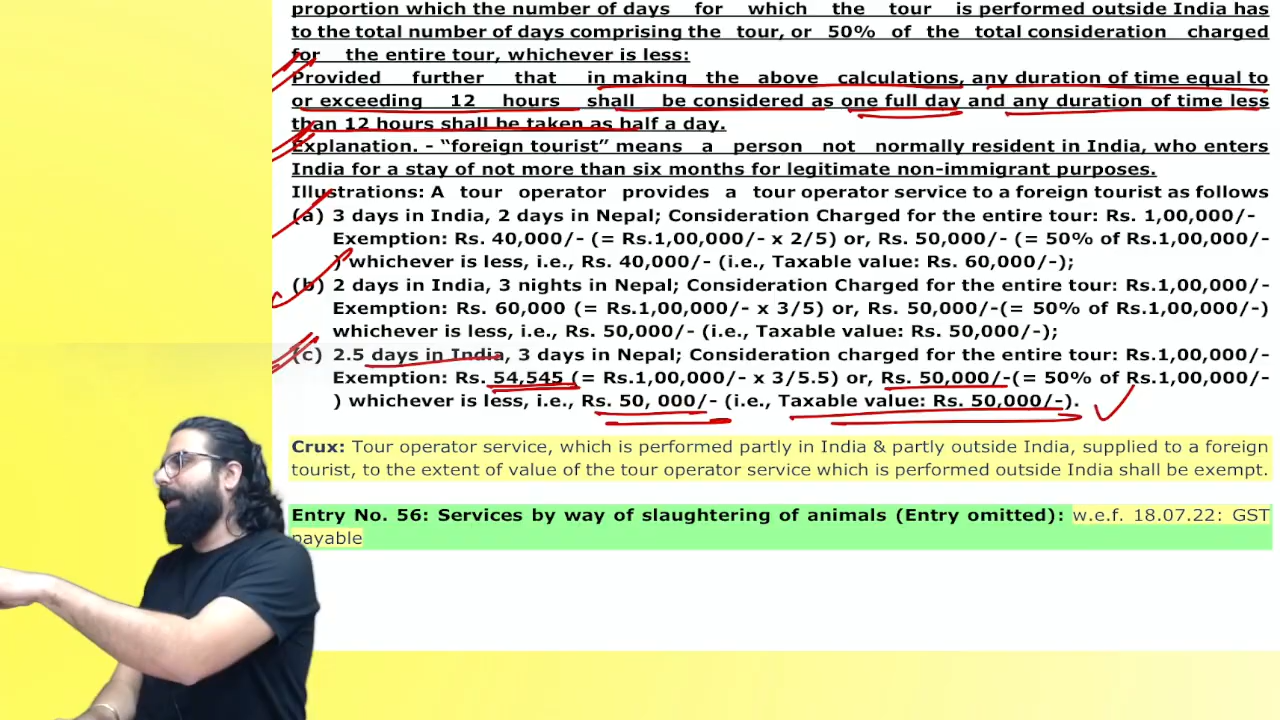 proportion which the number of days for which the tour is performed outside India has
to the total number of days comprising the tour, or 50% of the total consideration charged
for the entire tour, whichever is less:
Provided further that in making the above calculations, any duration of time equal to
or exceeding 12 hours shall be considered as one full day and any duration of time less
than 12 hours shall be taken as half a day.
Explanation. - “foreign tourist” means a person not normally resident in India, who enters
India for a stay of not more than six months for legitimate non-immigrant purposes.
Illustrations: A tour operator provides a tour operator service to a foreign tourist as follows
(a) 3 days in India, 2 days in Nepal; Consideration Charged for the entire tour: Rs. 1,00,000/-
Exemption: Rs. 40,000/- (= Rs.1,00,000/- x 2/5) or, Rs. 50,000/- (= 50% of Rs.1,00,000/-
) whichever is less, i.e., Rs. 40,000/- (i.e., Taxable value: Rs. 60,000/-);
(b) 2 days in India, 3 nights in Nepal; Consideration Charged for the entire tour: Rs.1,00,000/-
Exemption: Rs. 60,000 (= Rs.1,00,000/- x 3/5) or, Rs. 50,000/-(= 50% of Rs.1,00,000/-)
whichever is less, i.e., Rs. 50,000/- (i.e., Taxable value: Rs. 50,000/-);
(c) 2.5 days in India, 3 days in Nepal; Consideration charged for the entire tour: Rs.1,00,000/-
Exemption: Rs. 54,545 (= Rs.1,00,000/- x 3/5.5) or, Rs. 50,000/-(= 50% of Rs.1,00,000/-
) whichever is less, i.e., Rs. 50, 000/- (i.e., Taxable value: Rs. 50,000/-).
Crux: Tour operator service, which is performed partly in India & partly outside India, supplied to a foreign
tourist, to the extent of value of the tour operator service which is performed outside India shall be exempt.
Entry No. 56: Services by way of slaughtering of animals (Entry omitted): w.e.f. 18.07.22: GST
payable